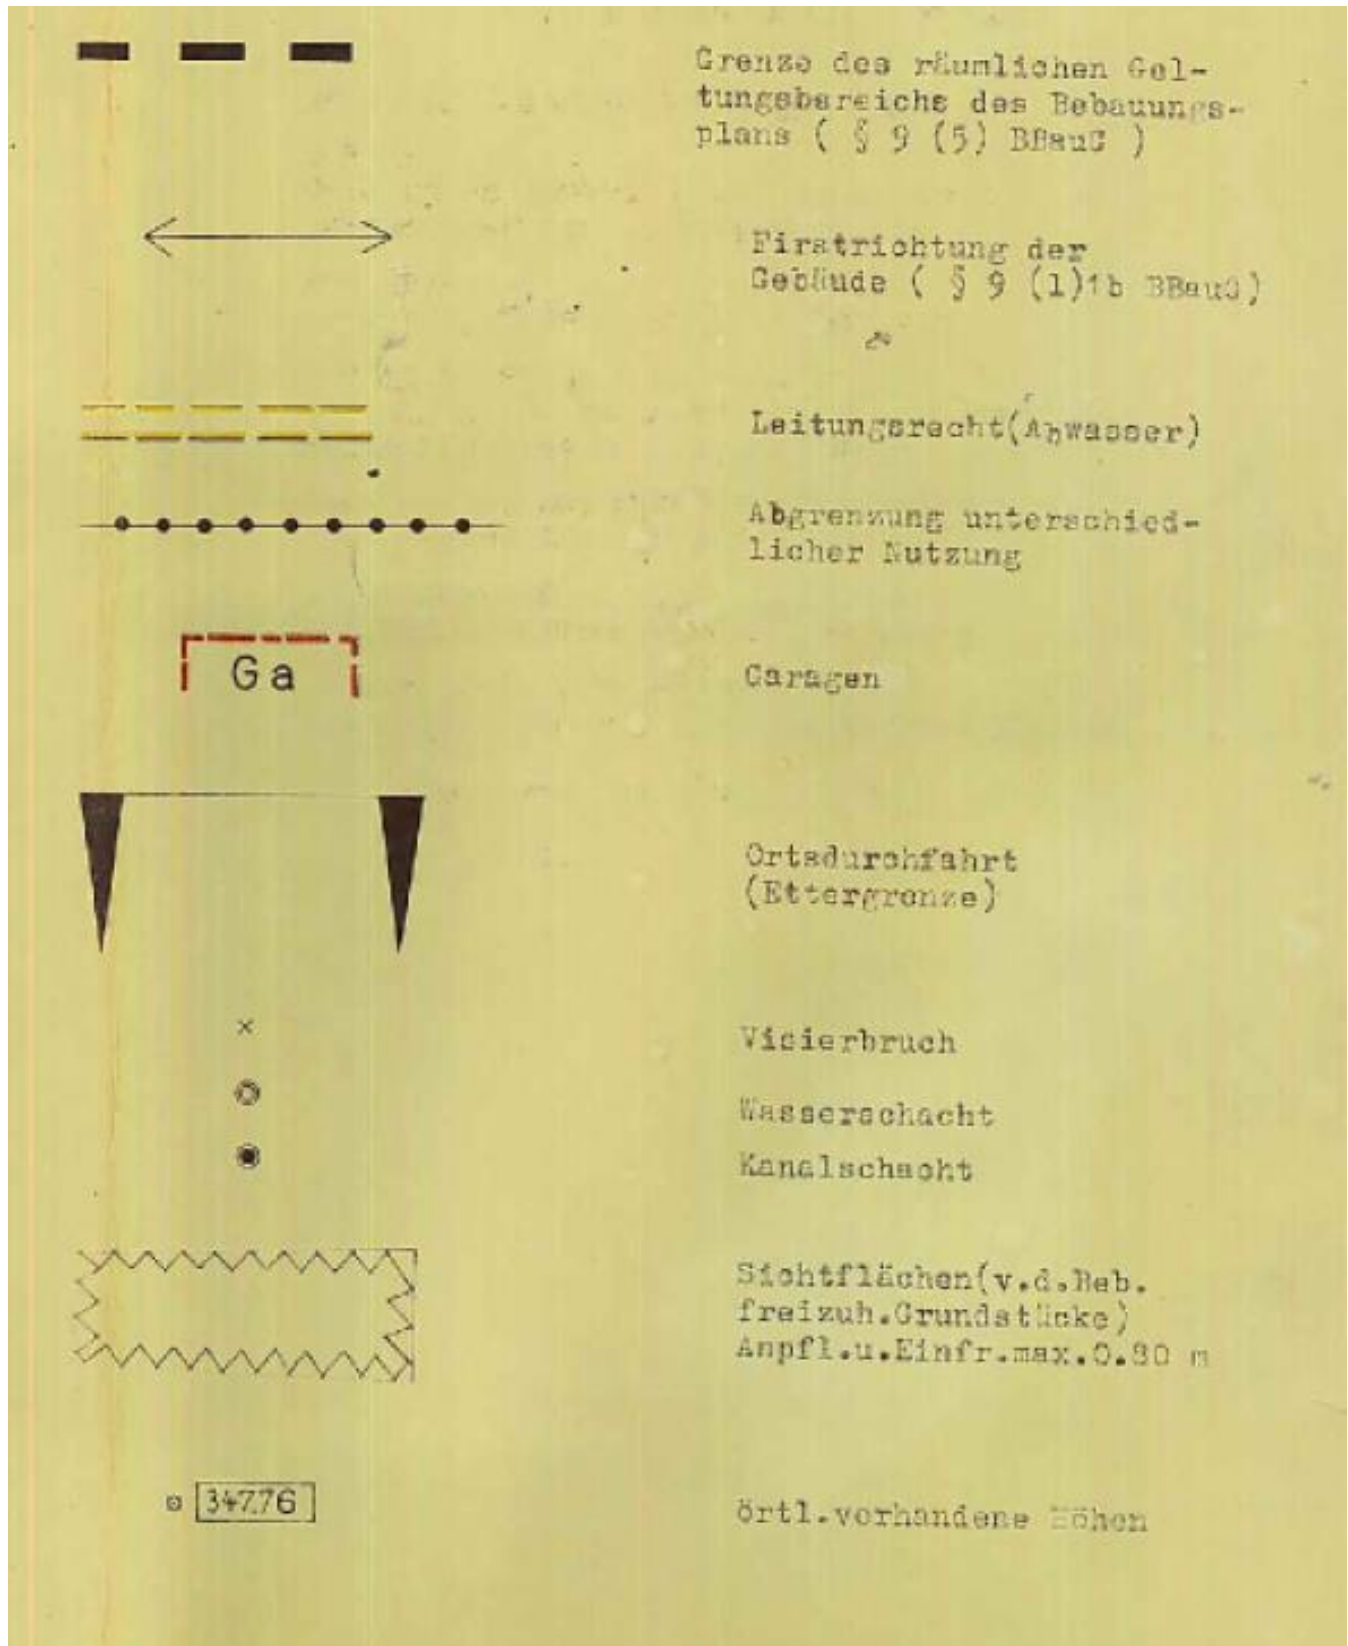 Grenze des räumlichen Gel-
tungsbereichs des Bebauungs-
plans ( § 9 (5) BBauG )
Firstrichtung der
Gebäude ( § 9 (1)1b BBauG)
Leitungsrecht(Abwasser)
Abgrenzung unterschied-
licher Nutzung
Ga
Garagen
Ortsdurchfahrt
(Ettergrenze)
Visierbruch
Wasserschacht
Kanalschacht
Sichtflächen(v.d.Beb.
freizuh.Grundstücke)
Anpfl.u.Einfr.max.0.80 m
347.76
örtl.vorhandene Höhen